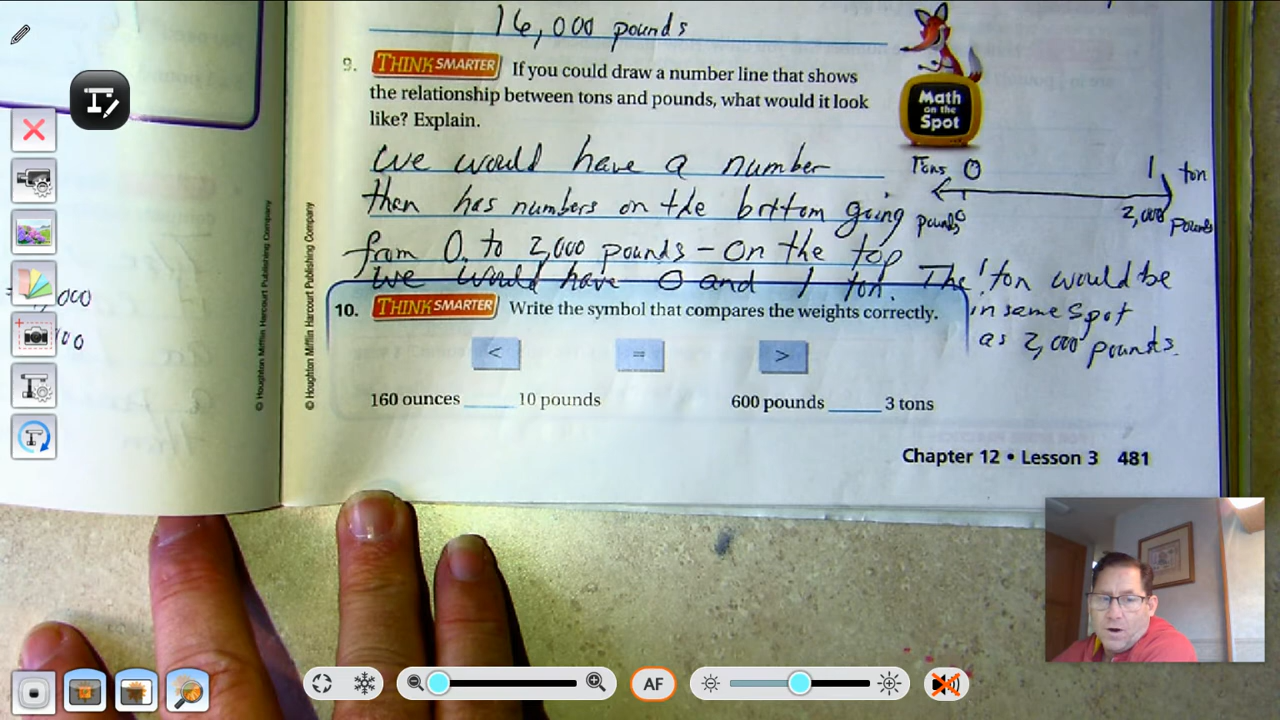 16,000 pounds
9. THINK SMARTER If you could draw a number line that shows
the relationship between tons and pounds, what would it look
like? Explain.
Math
on the
Spot
we would have a number
then has numbers on the bottom going
from 0 to 2,000 pounds - on the top
we would have 0 and 1 ton. The 1 ton would be
in same spot
as 2,000 pounds.
Tons 0 1 ton
pounds 0 2,000 pounds
10. THINK SMARTER Write the symbol that compares the weights correctly.
< = >
160 ounces ____ 10 pounds 600 pounds ____ 3 tons
Chapter 12 • Lesson 3 481
© Houghton Mifflin Harcourt Publishing Company
© Houghton Mifflin Harcourt Publishing Company
AF